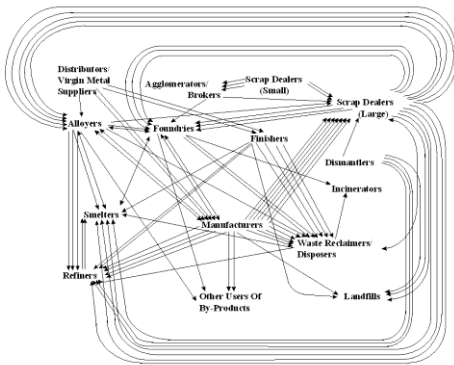 Distributors/
Virgin Metal
Suppliers
Agglomerators/
Brokers
Scrap Dealers
(Small)
Scrap Dealers
(Large)
Alloyers
Foundries
Finishers
Dismantlers
Incinerators
Smelters
Manufacturers
Waste Reclaimers/
Disposers
Refiners
Other Users Of
By-Products
Landfills